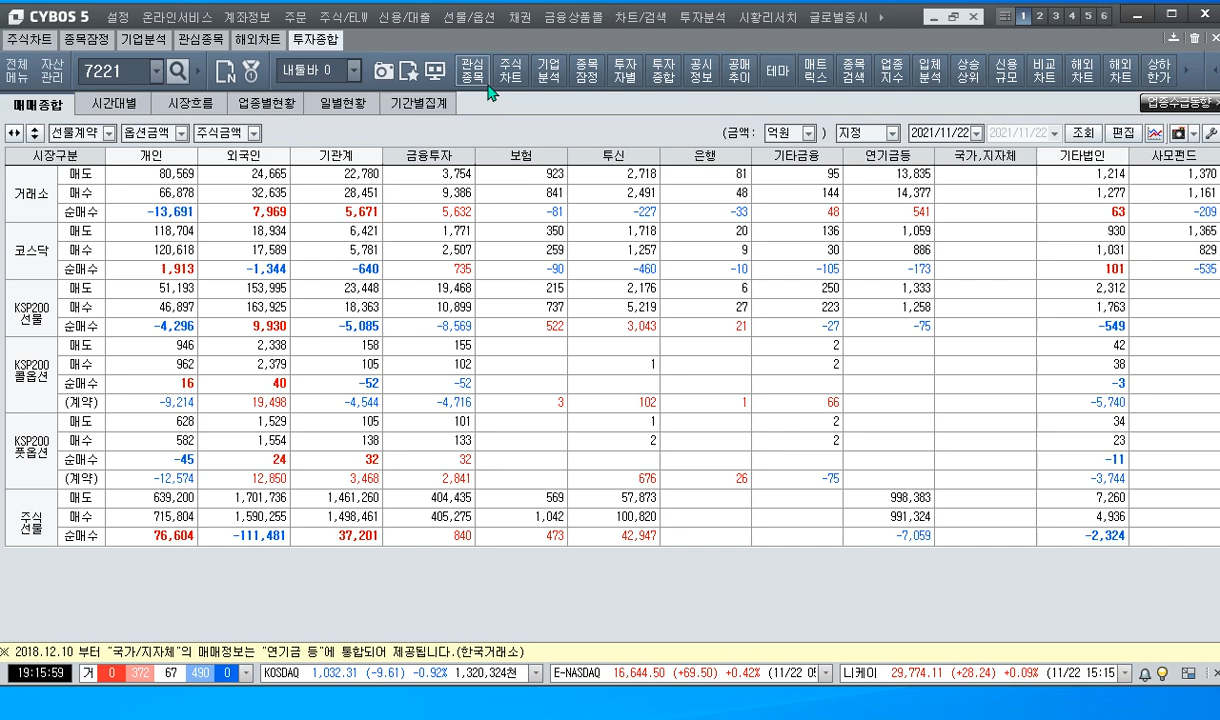 CYBOS 5 설정 온라인서비스 계좌정보 주문 주식/ELW 신용/대출 선물/옵션 채권 금융상품몰 차트/검색 투자분석 시황리서치 글로벌증시 1 2 3 4 5 6
주식차트 종목잠정 기업분석 관심종목 해외차트 투자종합
전체메뉴 자산관리 7221 내툴바 0 관심종목 주식차트 기업분석 종목잠정 투자자별 투자종합 공시정보 공매추이 테마 매트릭스 종목검색 업종지수 입체분석 상승상위 신용규모 비교차트 해외차트 해외차트 상하한가
매매종합 시간대별 시장흐름 업종별현황 일별현황 기간별집계 업종수급동향
선물계약 옵션금액 주식금액 (금액: 억원 ) 지정 2021/11/22 2021/11/22 조회 편집
시장구분 개인 외국인 기관계 금융투자 보험 투신 은행 기타금융 연기금등 국가,지자체 기타법인 사모펀드
거래소 매도 80,569 24,665 22,780 3,754 923 2,718 81 95 13,835 1,214 1,370
매수 66,878 32,635 28,451 9,386 841 2,491 48 144 14,377 1,277 1,161
순매수 -13,691 7,969 5,671 5,632 -81 -227 -33 48 541 63 -209
코스닥 매도 118,704 18,934 6,421 1,771 350 1,718 20 136 1,059 930 1,365
매수 120,618 17,589 5,781 2,507 259 1,257 9 30 886 1,031 829
순매수 1,913 -1,344 -640 735 -90 -460 -10 -105 -173 101 -535
KSP200 선물 매도 51,193 153,995 23,448 19,468 215 2,176 6 250 1,333 2,312
매수 46,897 163,925 18,363 10,899 737 5,219 27 223 1,258 1,763
순매수 -4,296 9,930 -5,085 -8,569 522 3,043 21 -27 -75 -549
KSP200 콜옵션 매도 946 2,338 158 155 2 42
매수 962 2,379 105 102 1 2 38
순매수 16 40 -52 -52 -3
(계약) -9,214 19,498 -4,544 -4,716 3 102 1 66 -5,740
KSP200 풋옵션 매도 628 1,529 105 101 1 2 34
매수 582 1,554 138 133 2 2 23
순매수 -45 24 32 32 -11
(계약) -12,574 12,850 3,468 2,841 676 26 -75 -3,744
주식 선물 매도 639,200 1,701,736 1,461,260 404,435 569 57,873 998,383 7,260
매수 715,804 1,590,255 1,498,461 405,275 1,042 100,820 991,324 4,936
순매수 76,604 -111,481 37,201 840 473 42,947 -7,059 -2,324
※ 2018.12.10 부터 "국가/지자체"의 매매정보는 "연기금 등"에 통합되어 제공됩니다.(한국거래소)
19:15:59 거 0 372 67 490 0 KOSDAQ 1,032.31 (-9.61) -0.92% 1,320,324천 E-NASDAQ 16,644.50 (+69.50) +0.42% (11/22 니케이 29,774.11 (+28.24) +0.09% (11/22 15:15